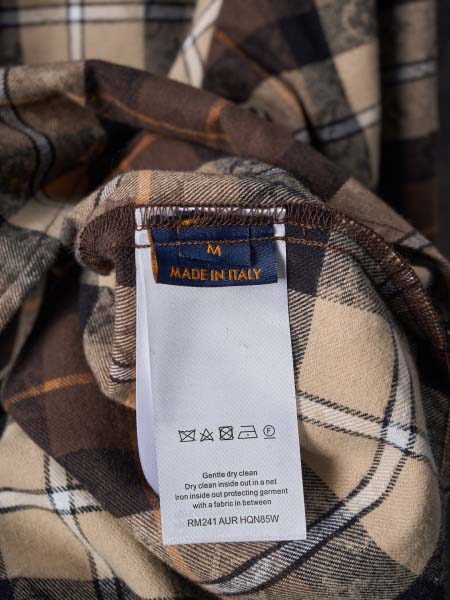 M
MADE IN ITALY
Gentle dry clean
Dry clean inside out in a net
Iron inside out protecting garment
with a fabric in between
RM241 AUR HQN85W